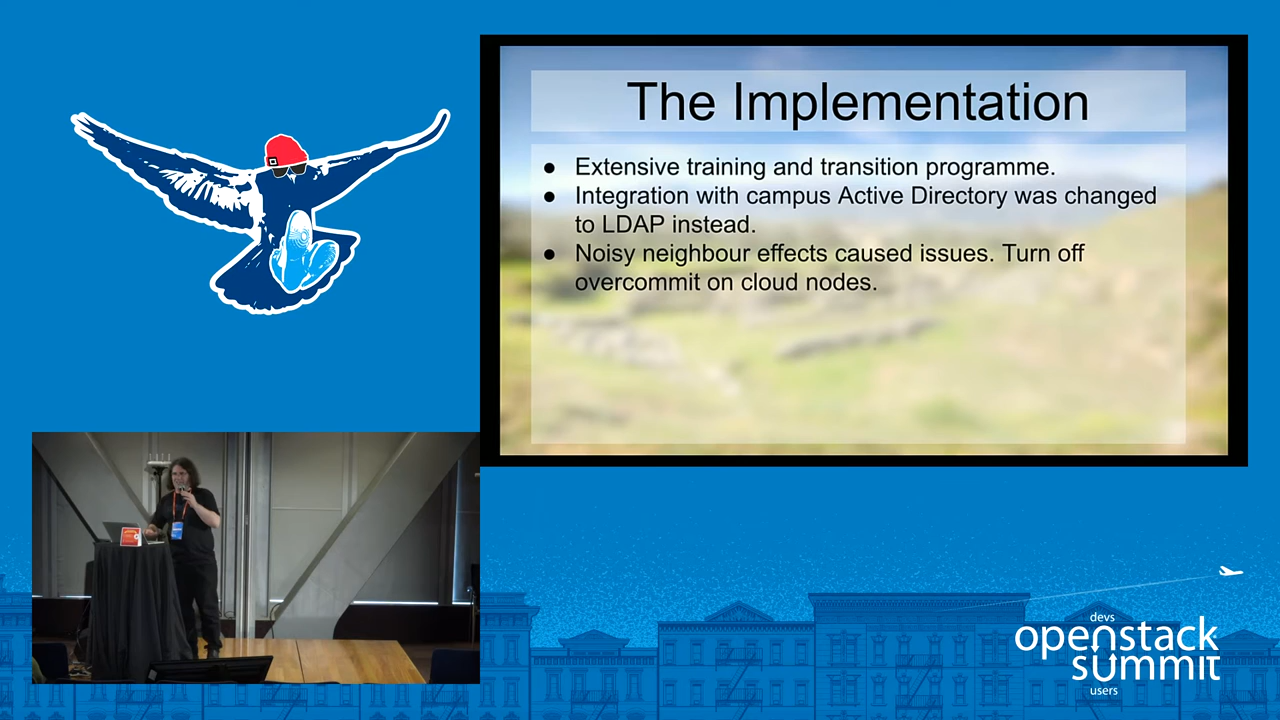 The Implementation
● Extensive training and transition programme.
● Integration with campus Active Directory was changed
to LDAP instead.
● Noisy neighbour effects caused issues. Turn off
overcommit on cloud nodes.
devs
openstack
summit
users